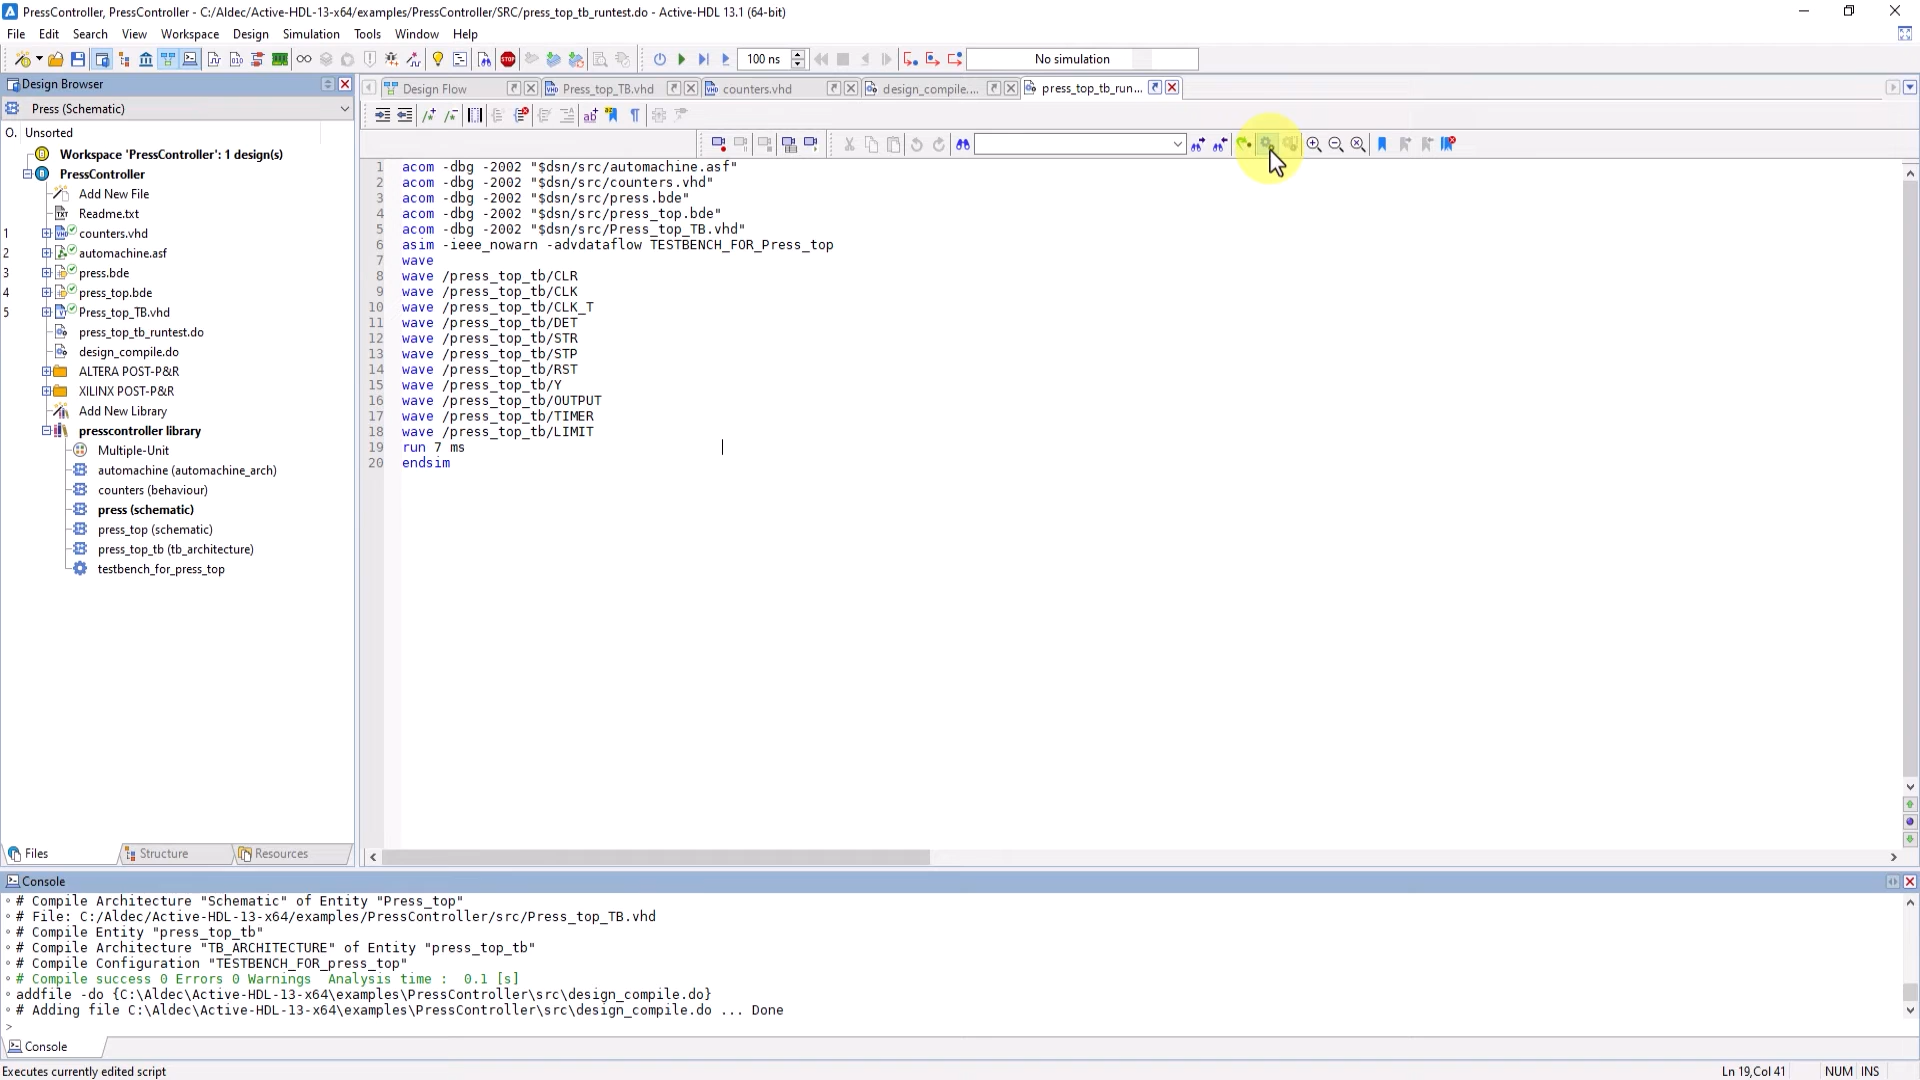 PressController, PressController - C:/Aldec/Active-HDL-13-x64/examples/PressController/SRC/press_top_tb_runtest.do - Active-HDL 13.1 (64-bit)
File Edit Search View Workspace Design Simulation Tools Window Help
100 ns No simulation
Design Browser
Design Flow Press_top_TB.vhd counters.vhd design_compile.... press_top_tb_run...
Press (Schematic)
O. Unsorted
Workspace 'PressController': 1 design(s)
PressController
Add New File
Readme.txt
1 counters.vhd
2 automachine.asf
3 press.bde
4 press_top.bde
5 Press_top_TB.vhd
press_top_tb_runtest.do
design_compile.do
ALTERA POST-P&R
XILINX POST-P&R
Add New Library
presscontroller library
Multiple-Unit
automachine (automachine_arch)
counters (behaviour)
press (schematic)
press_top (schematic)
press_top_tb (tb_architecture)
testbench_for_press_top
Files Structure Resources
1 acom -dbg -2002 "$dsn/src/automachine.asf"
2 acom -dbg -2002 "$dsn/src/counters.vhd"
3 acom -dbg -2002 "$dsn/src/press.bde"
4 acom -dbg -2002 "$dsn/src/press_top.bde"
5 acom -dbg -2002 "$dsn/src/Press_top_TB.vhd"
6 asim -ieee_nowarn -advdataflow TESTBENCH_FOR_Press_top
7 wave
8 wave /press_top_tb/CLR
9 wave /press_top_tb/CLK
10 wave /press_top_tb/CLK_T
11 wave /press_top_tb/DET
12 wave /press_top_tb/STR
13 wave /press_top_tb/STP
14 wave /press_top_tb/RST
15 wave /press_top_tb/Y
16 wave /press_top_tb/OUTPUT
17 wave /press_top_tb/TIMER
18 wave /press_top_tb/LIMIT
19 run 7 ms
20 endsim
Console
# Compile Architecture "Schematic" of Entity "Press_top"
# File: C:/Aldec/Active-HDL-13-x64/examples/PressController/src/Press_top_TB.vhd
# Compile Entity "press_top_tb"
# Compile Architecture "TB_ARCHITECTURE" of Entity "press_top_tb"
# Compile Configuration "TESTBENCH_FOR_press_top"
# Compile success 0 Errors 0 Warnings Analysis time : 0.1 [s]
addfile -do {C:\Aldec\Active-HDL-13-x64\examples\PressController\src\design_compile.do}
# Adding file C:\Aldec\Active-HDL-13-x64\examples\PressController\src\design_compile.do ... Done
>
Console
Executes currently edited script Ln 19,Col 41 NUM INS